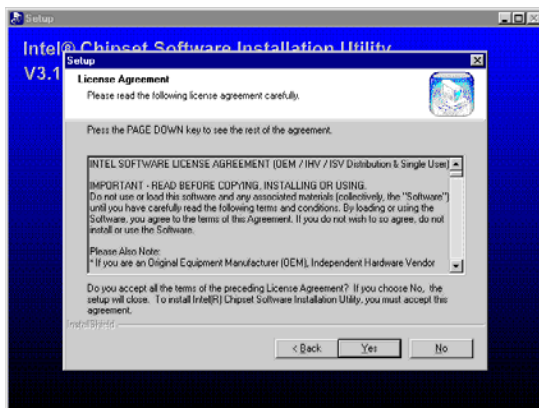 Setup
Intel® Chipset Software Installation Utility
V3.1
Setup
License Agreement
Please read the following license agreement carefully.
Press the PAGE DOWN key to see the rest of the agreement.
INTEL SOFTWARE LICENSE AGREEMENT (OEM / IHV / ISV Distribution & Single User)
IMPORTANT - READ BEFORE COPYING, INSTALLING OR USING.
Do not use or load this software and any associated materials (collectively, the "Software")
until you have carefully read the following terms and conditions. By loading or using the
Software, you agree to the terms of this Agreement. If you do not wish to so agree, do not
install or use the Software.
Please Also Note:
* If you are an Original Equipment Manufacturer (OEM), Independent Hardware Vendor
Do you accept all the terms of the preceding License Agreement? If you choose No, the
setup will close. To install Intel(R) Chipset Software Installation Utility, you must accept this
agreement.
InstallShield
< Back Yes No